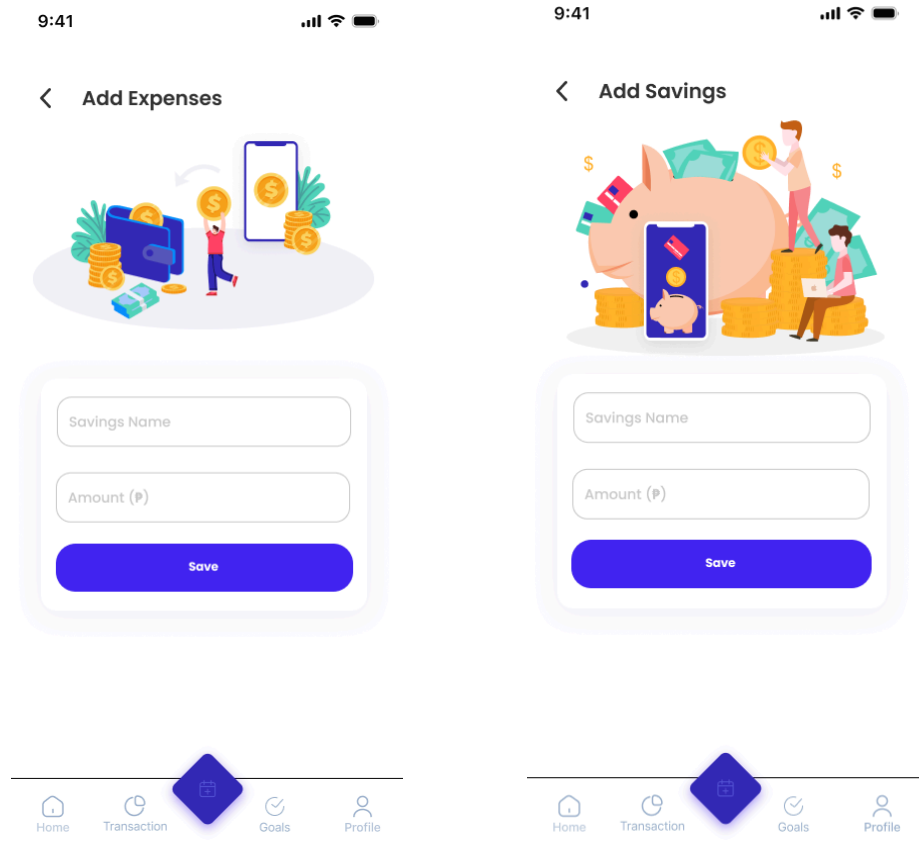 9:41
Add Expenses
Savings Name
Amount (₱)
Save
Home
Transaction
Goals
Profile
9:41
Add Savings
$
$
Savings Name
Amount (₱)
Save
Home
Transaction
Goals
Profile